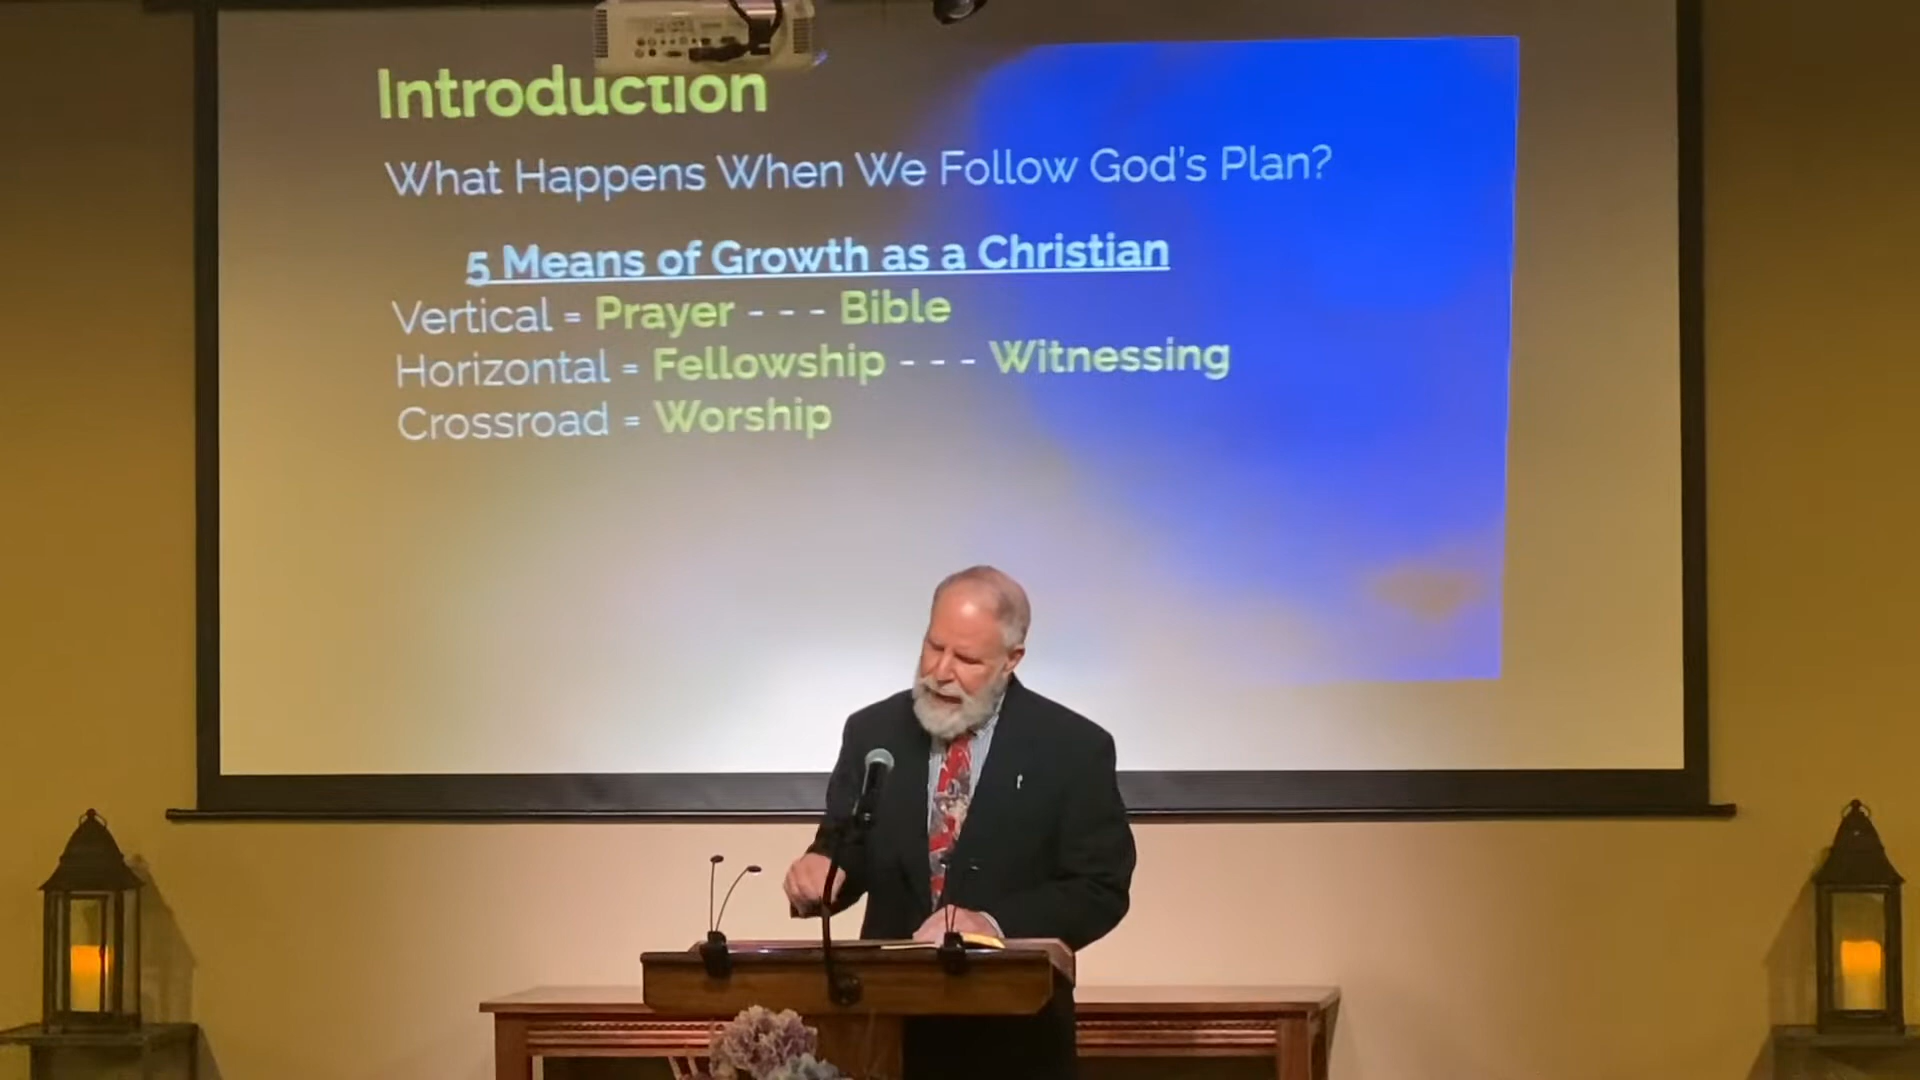 Introduction
What Happens When We Follow God's Plan?
5 Means of Growth as a Christian
Vertical = Prayer - - - Bible
Horizontal = Fellowship - - - Witnessing
Crossroad = Worship